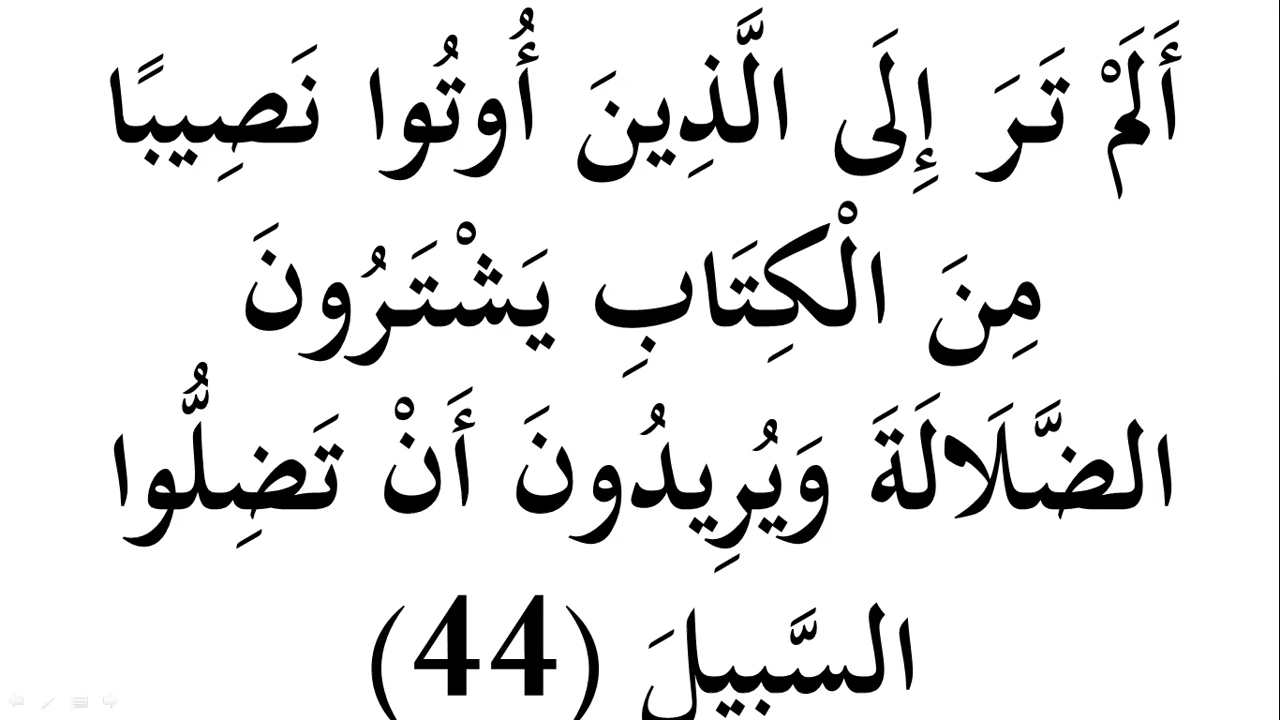 أَلَمْ تَرَ إِلَى الَّذِينَ أُوتُوا نَصِيبًا
مِنَ الْكِتَابِ يَشْتَرُونَ
الضَّلَالَةَ وَيُرِيدُونَ أَنْ تَضِلُّوا
السَّبِيلَ (44)